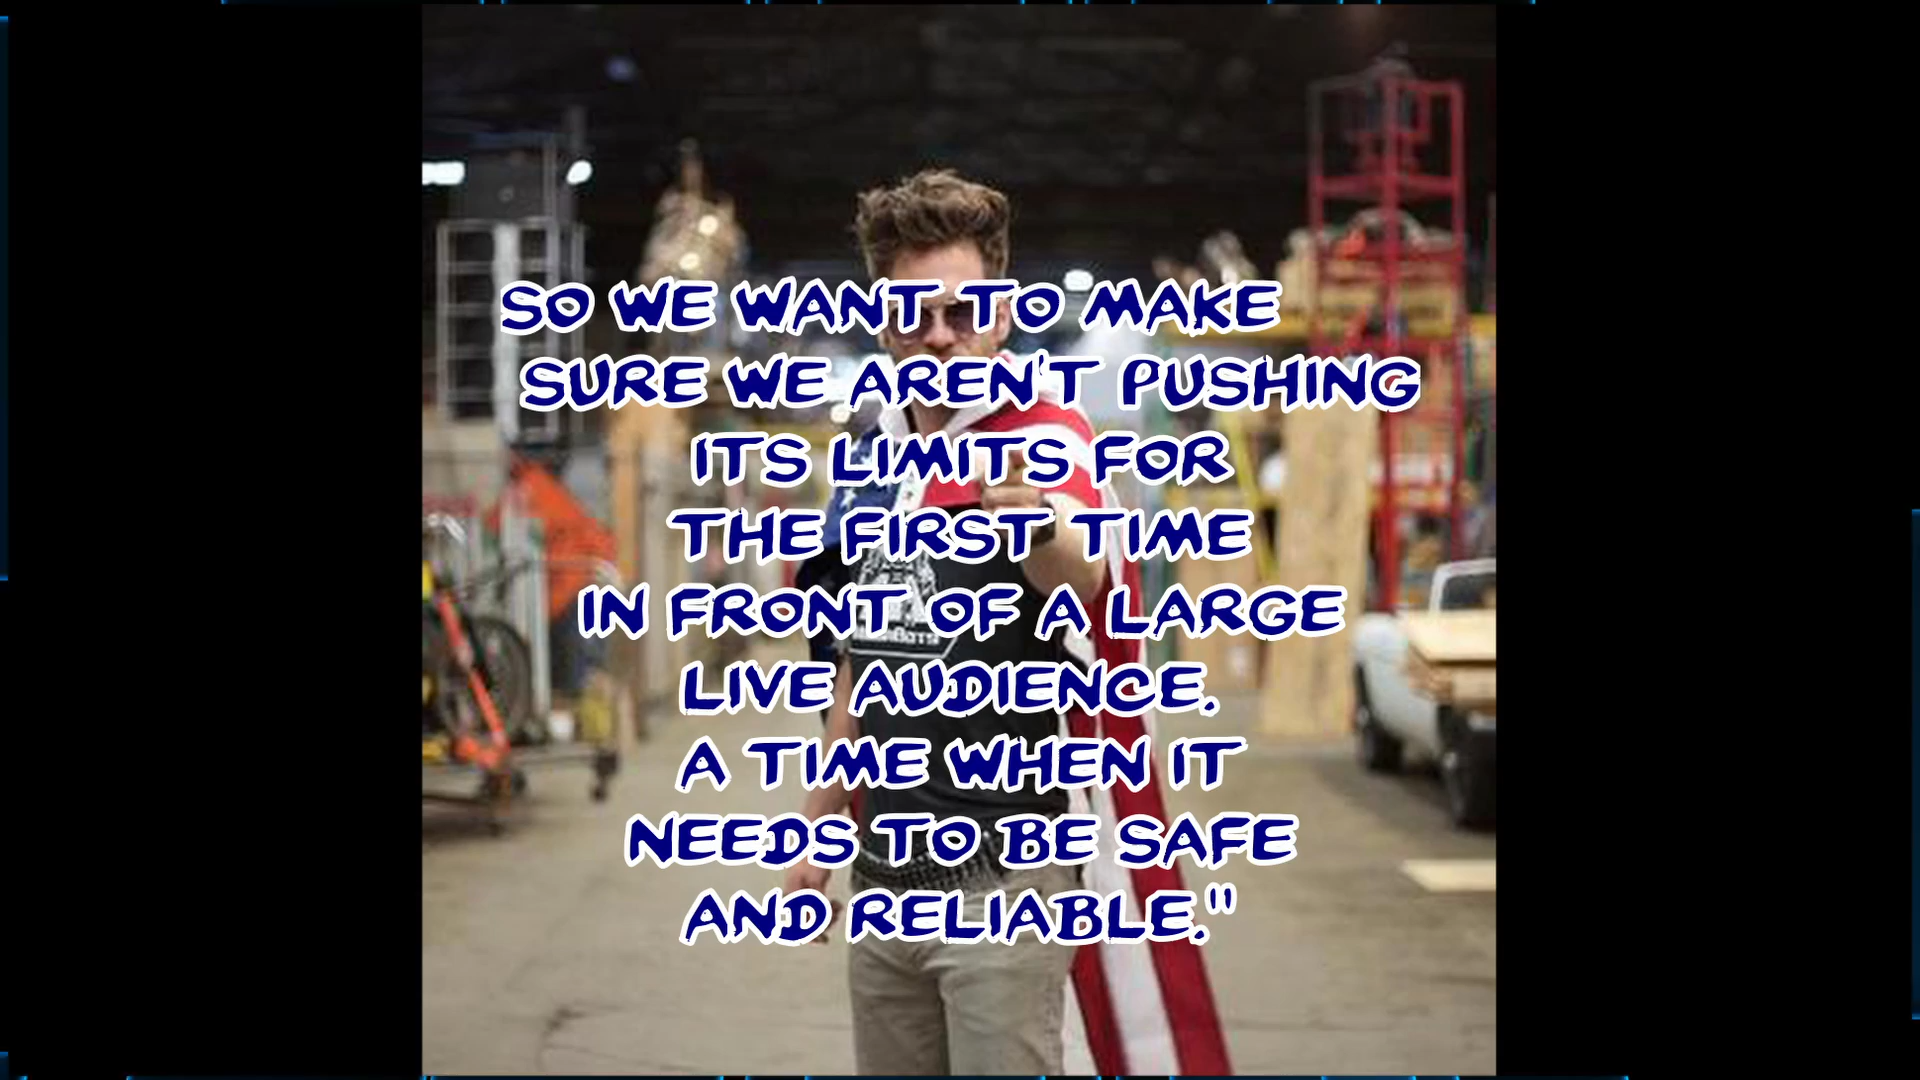 SO WE WANT TO MAKE
SURE WE AREN'T PUSHING
ITS LIMITS FOR
THE FIRST TIME
IN FRONT OF A LARGE
LIVE AUDIENCE.
A TIME WHEN IT
NEEDS TO BE SAFE
AND RELIABLE."